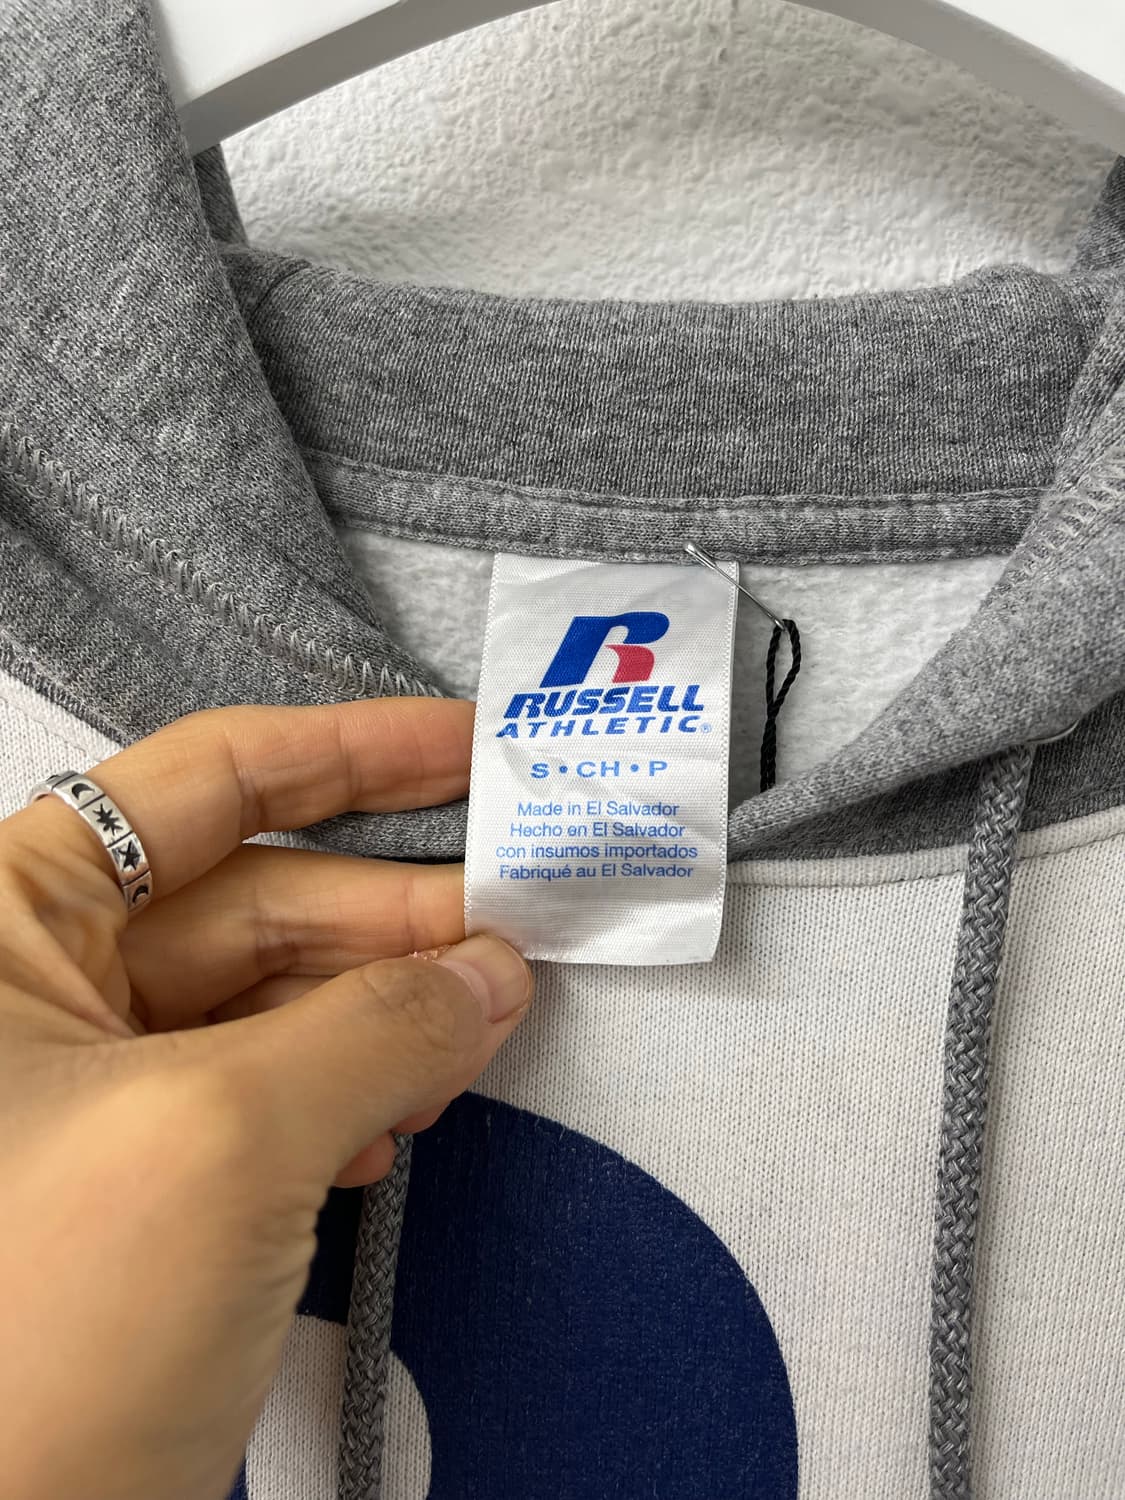 R
RUSSELL
ATHLETIC®
S • CH • P
Made in El Salvador
Hecho en El Salvador
con insumos importados
Fabriqué au El Salvador